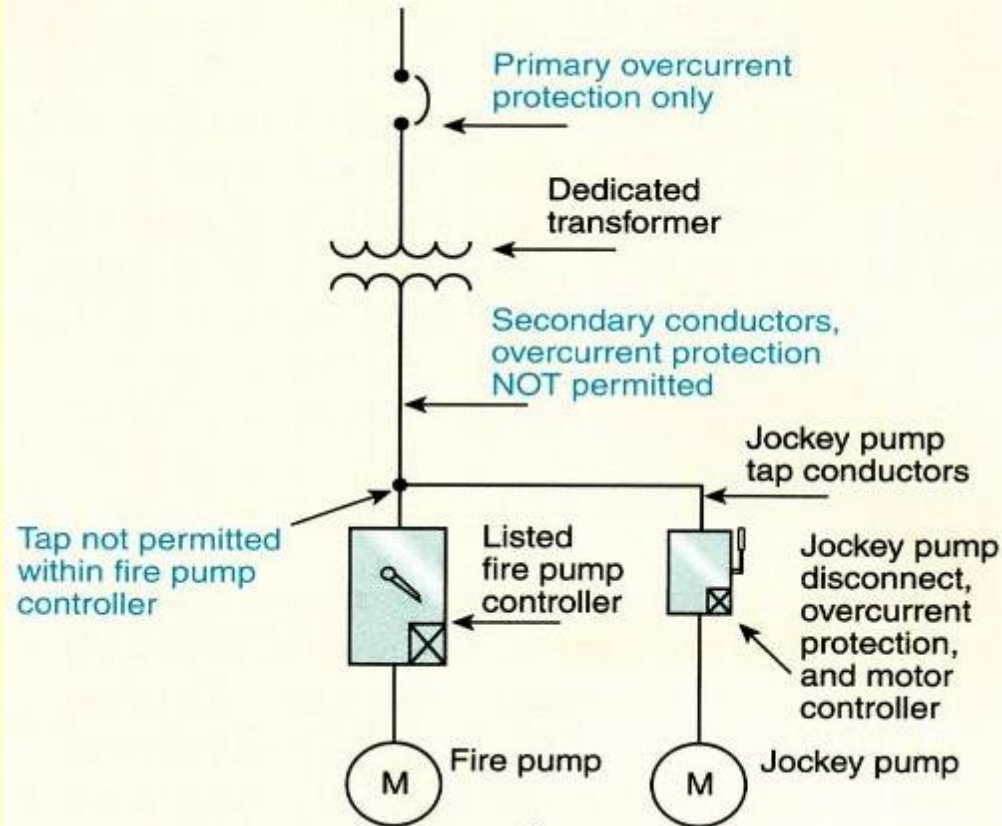 Primary overcurrent
protection only
Dedicated
transformer
Secondary conductors,
overcurrent protection
NOT permitted
Jockey pump
tap conductors
Tap not permitted
within fire pump
controller
Listed
fire pump
controller
Jockey pump
disconnect,
overcurrent
protection,
and motor
controller
M
Fire pump
M
Jockey pump